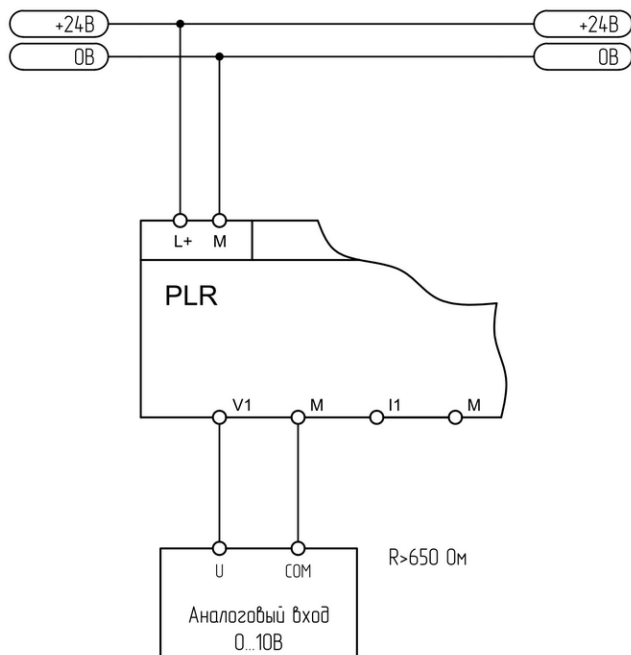 +24В +24В
0В 0В
L+ M
PLR
V1 M I1 M
U COM R>650 Ом
Аналоговый вход
0...10В